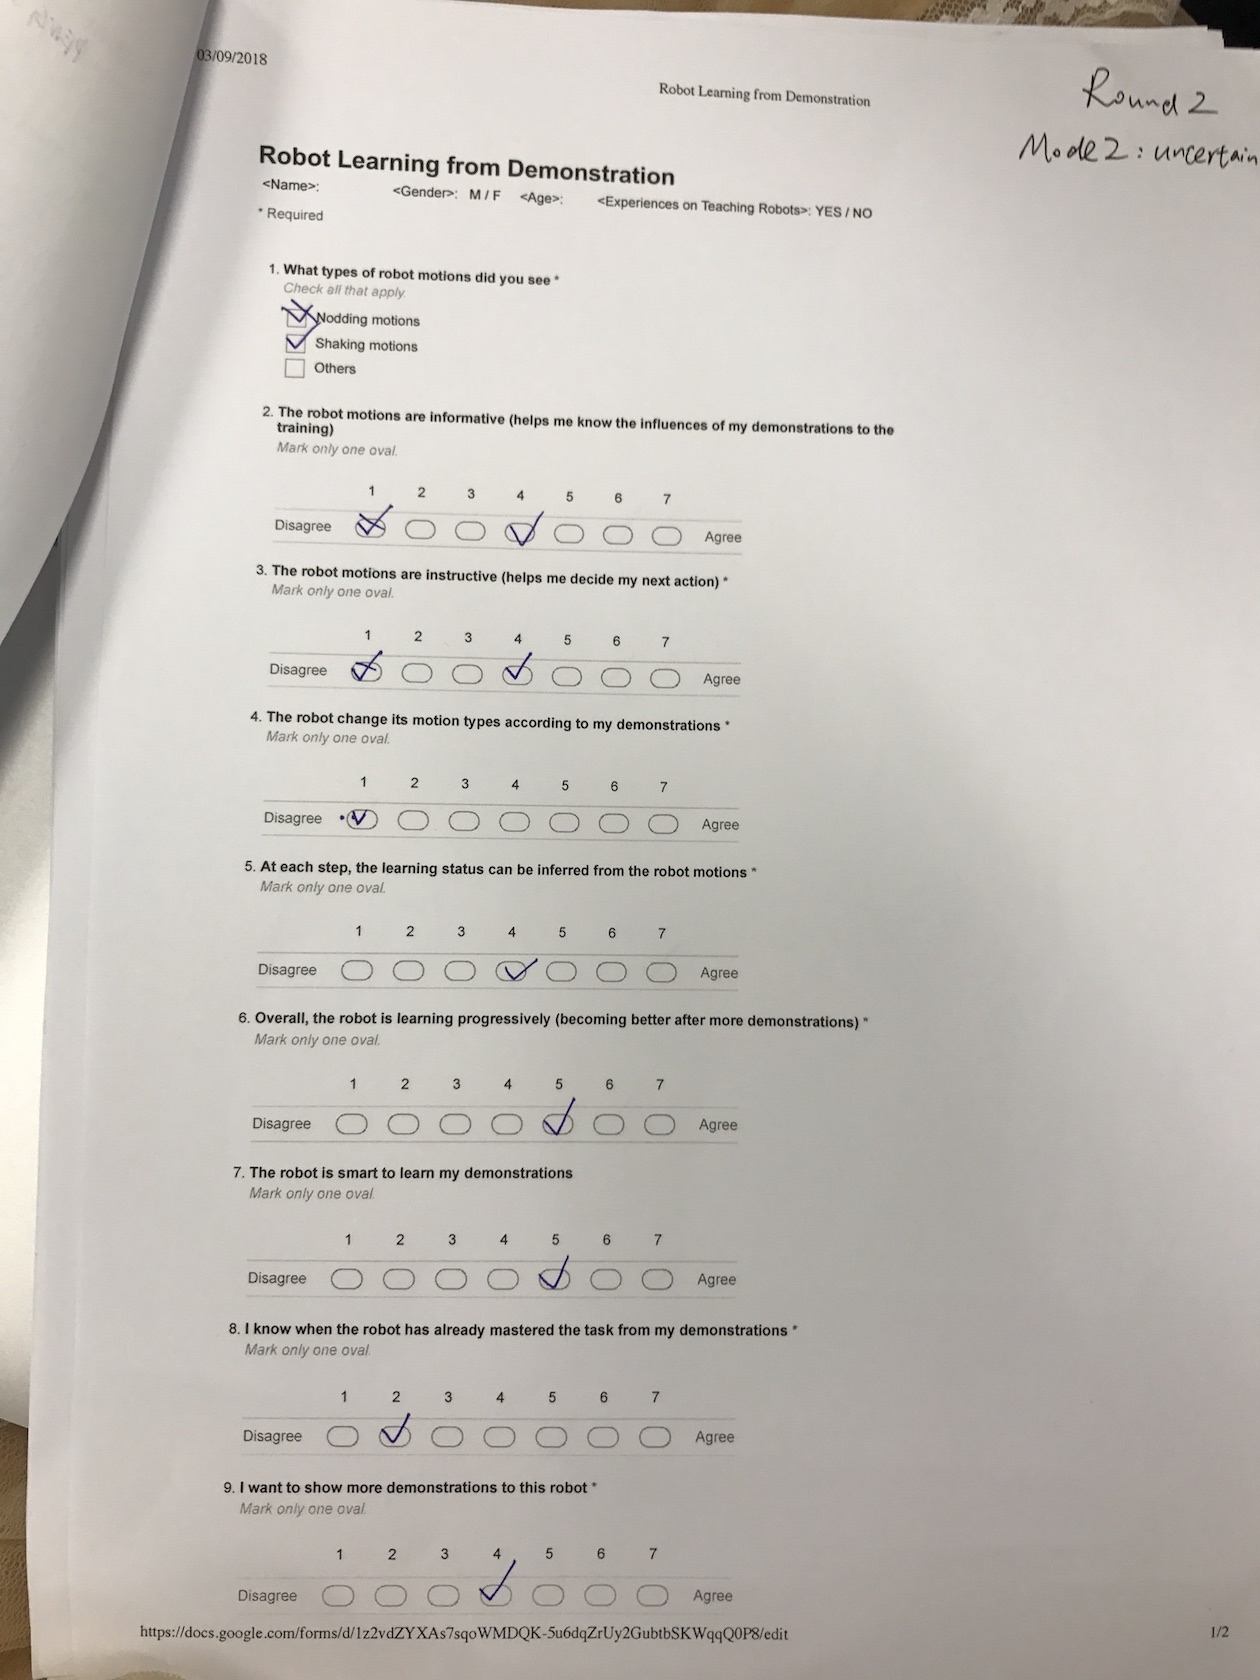 03/09/2018
Robot Learning from Demonstration
Round 2
Mode 2 : uncertain
Robot Learning from Demonstration
<Name>: <Gender>: M / F <Age>: <Experiences on Teaching Robots>: YES / NO
* Required
1. What types of robot motions did you see *
Check all that apply.
Nodding motions
Shaking motions
Others
2. The robot motions are informative (helps me know the influences of my demonstrations to the
training)
Mark only one oval.
1 2 3 4 5 6 7
Disagree Agree
3. The robot motions are instructive (helps me decide my next action) *
Mark only one oval.
1 2 3 4 5 6 7
Disagree Agree
4. The robot change its motion types according to my demonstrations *
Mark only one oval.
1 2 3 4 5 6 7
Disagree Agree
5. At each step, the learning status can be inferred from the robot motions *
Mark only one oval.
1 2 3 4 5 6 7
Disagree Agree
6. Overall, the robot is learning progressively (becoming better after more demonstrations) *
Mark only one oval.
1 2 3 4 5 6 7
Disagree Agree
7. The robot is smart to learn my demonstrations
Mark only one oval.
1 2 3 4 5 6 7
Disagree Agree
8. I know when the robot has already mastered the task from my demonstrations *
Mark only one oval.
1 2 3 4 5 6 7
Disagree Agree
9. I want to show more demonstrations to this robot *
Mark only one oval.
1 2 3 4 5 6 7
Disagree Agree
https://docs.google.com/forms/d/1z2vdZYXAs7sqoWMDQK-5u6dqZrUy2GubtbSKWqqQ0P8/edit
1/2